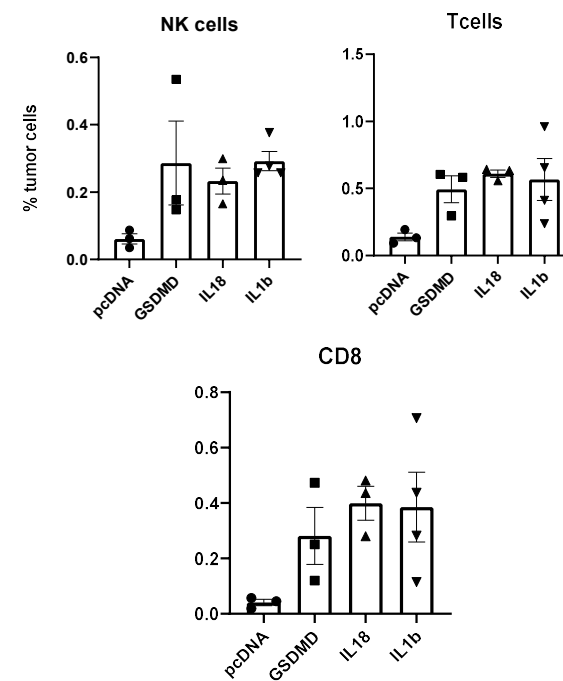 NK cells
% tumor cells
0.6
0.4
0.2
0.0
pcDNA
GSDMD
IL18
IL1b
Tcells
1.5
1.0
0.5
0.0
pcDNA
GSDMD
IL18
IL1b
CD8
0.8
0.6
0.4
0.2
0.0
pcDNA
GSDMD
IL18
IL1b